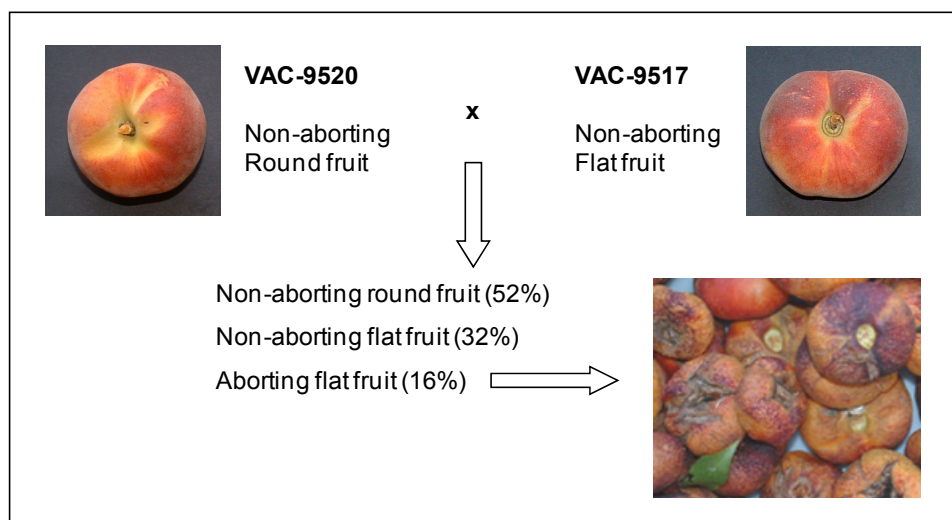 VAC-9520
Non-aborting
Round fruit
x
VAC-9517
Non-aborting
Flat fruit
Non-aborting round fruit (52%)
Non-aborting flat fruit (32%)
Aborting flat fruit (16%)